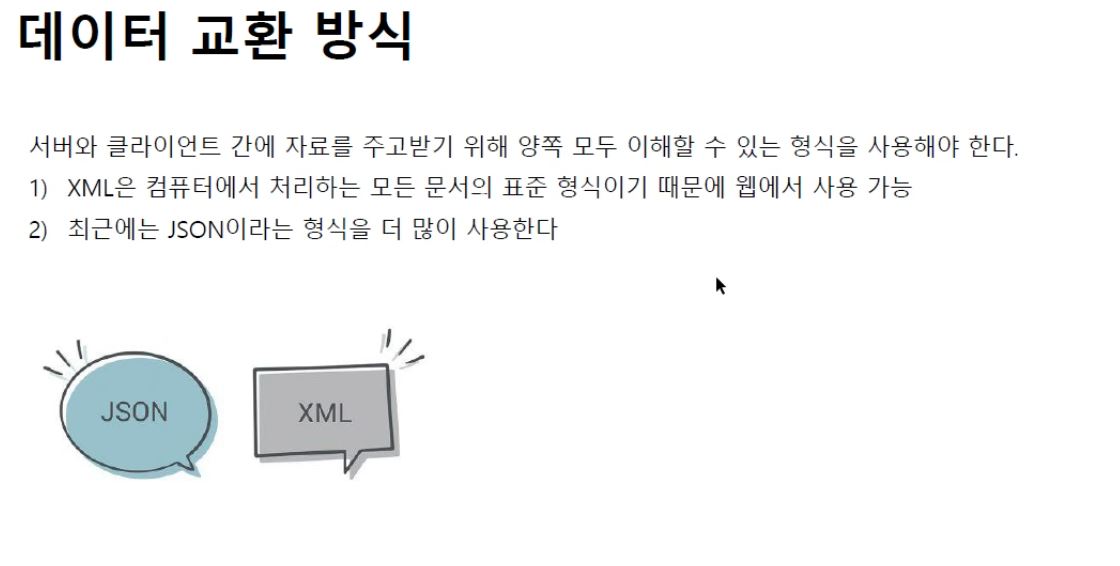 데이터 교환 방식
서버와 클라이언트 간에 자료를 주고받기 위해 양쪽 모두 이해할 수 있는 형식을 사용해야 한다.
1) XML은 컴퓨터에서 처리하는 모든 문서의 표준 형식이기 때문에 웹에서 사용 가능
2) 최근에는 JSON이라는 형식을 더 많이 사용한다
JSON
XML